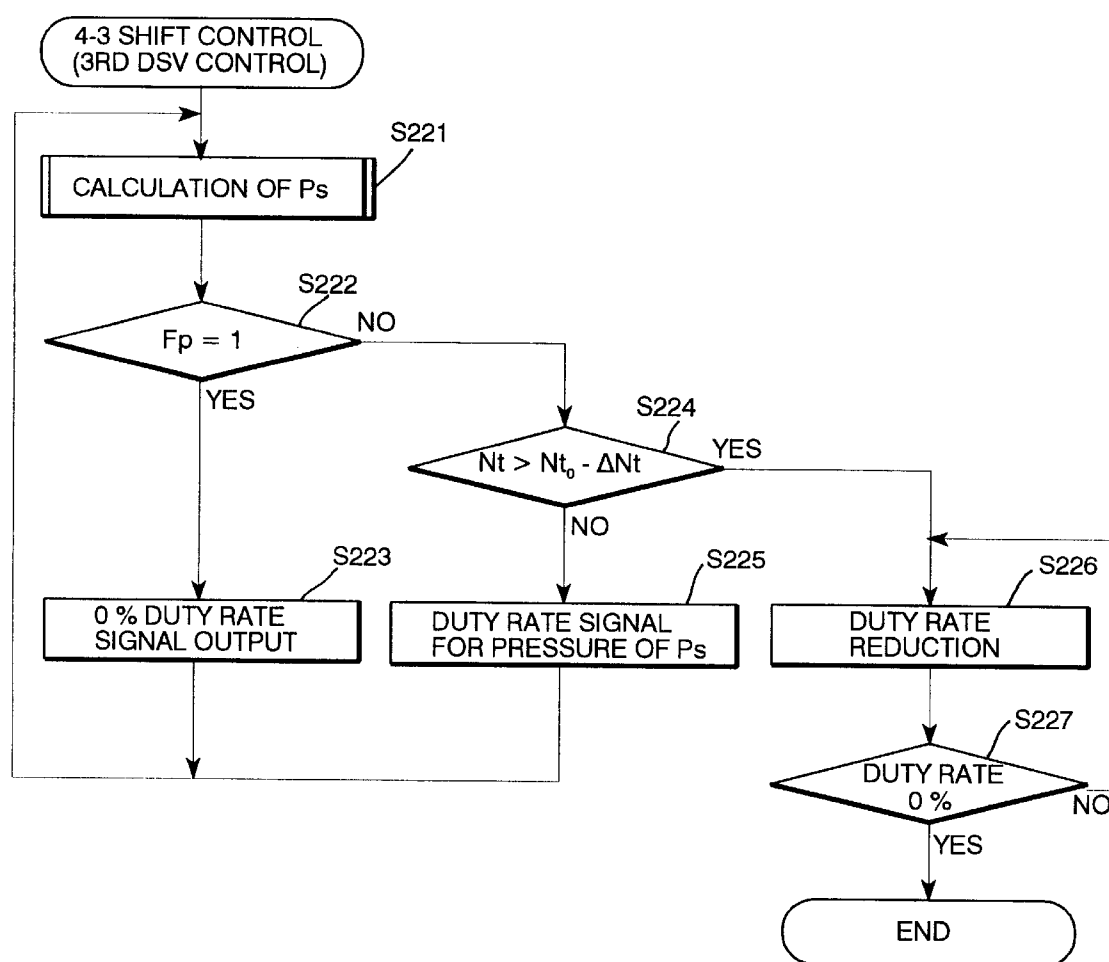 4-3 SHIFT CONTROL
(3RD DSV CONTROL)
S221
CALCULATION OF Ps
S222
Fp = 1
NO
YES
S224
Nt > Nt₀ - ΔNt
YES
NO
S223
0 % DUTY RATE
SIGNAL OUTPUT
S225
DUTY RATE SIGNAL
FOR PRESSURE OF Ps
S226
DUTY RATE
REDUCTION
S227
DUTY RATE
0 %
NO
YES
END